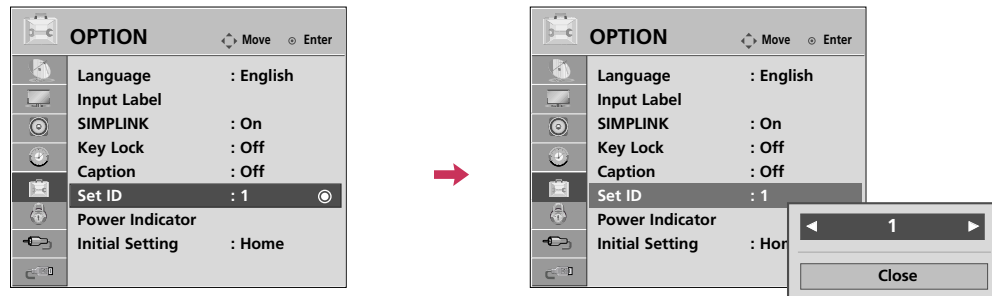 OPTION Move Enter
Language : English
Input Label
SIMPLINK : On
Key Lock : Off
Caption : Off
Set ID : 1
Power Indicator
Initial Setting : Home
OPTION Move Enter
Language : English
Input Label
SIMPLINK : On
Key Lock : Off
Caption : Off
Set ID : 1
Power Indicator
Initial Setting : Hor
◄ 1 ►
Close